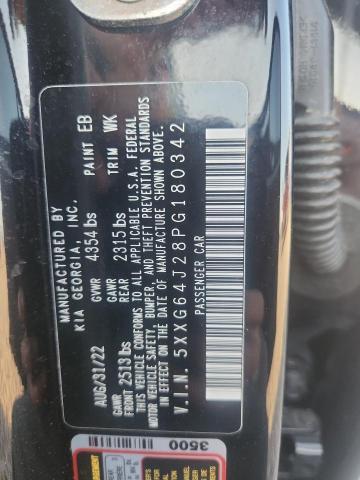 MANUFACTURED BY
KIA GEORGIA, INC.
AUG/31/22 GVWR 4354 lbs PAINT EB
GAWR FRONT 2513 lbs GAWR REAR 2315 lbs TRIM WK
THIS VEHICLE CONFORMS TO ALL APPLICABLE U.S.A. FEDERAL
MOTOR VEHICLE SAFETY, BUMPER, AND THEFT PREVENTION STANDARDS
IN EFFECT ON THE DATE OF MANUFACTURE SHOWN ABOVE.
V.I.N. 5XXG64J28PG180342
PASSENGER CAR
3500